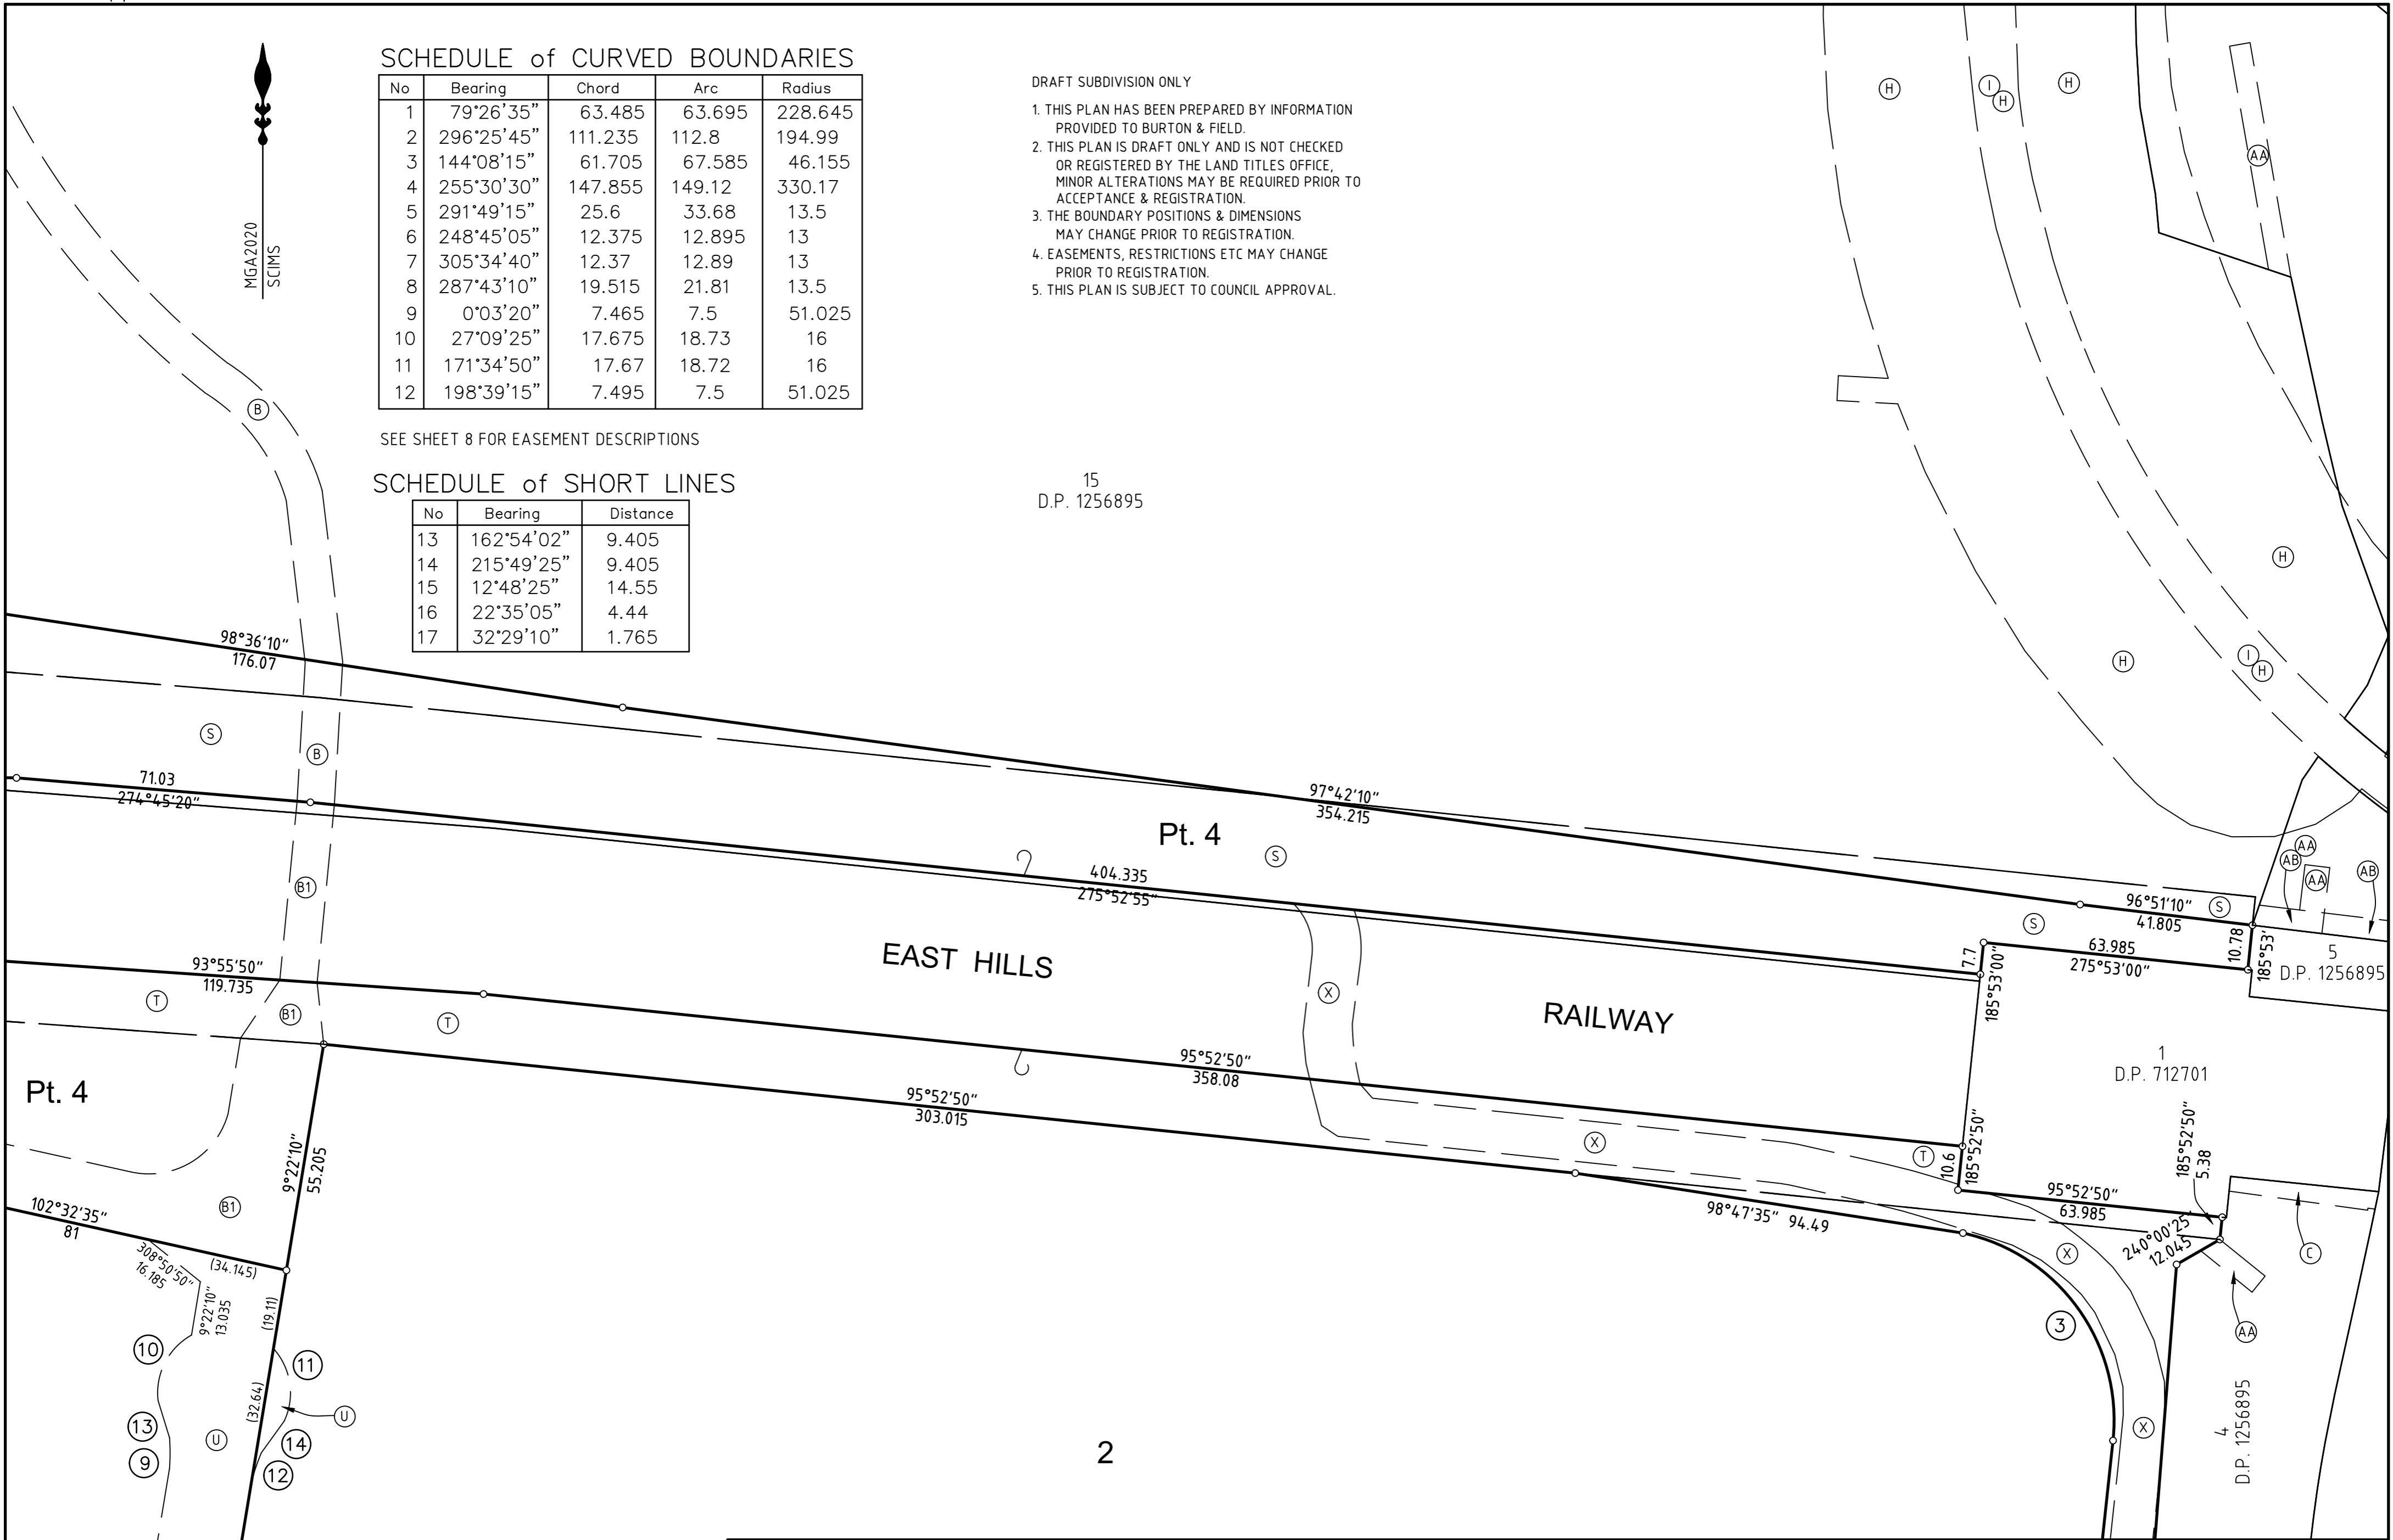 SCHEDULE of CURVED BOUNDARIES
No Bearing Chord Arc Radius
1 79°26'35" 63.485 63.695 228.645
2 296°25'45" 111.235 112.8 194.99
3 144°08'15" 61.705 67.585 46.155
4 255°30'30" 147.855 149.12 330.17
5 291°49'15" 25.6 33.68 13.5
6 248°45'05" 12.375 12.895 13
7 305°34'40" 12.37 12.89 13
8 287°43'10" 19.515 21.81 13.5
9 0°03'20" 7.465 7.5 51.025
10 27°09'25" 17.675 18.73 16
11 171°34'50" 17.67 18.72 16
12 198°39'15" 7.495 7.5 51.025
SEE SHEET 8 FOR EASEMENT DESCRIPTIONS
SCHEDULE of SHORT LINES
No Bearing Distance
13 162°54'02" 9.405
14 215°49'25" 9.405
15 12°48'25" 14.55
16 22°35'05" 4.44
17 32°29'10" 1.765
MGA2020
SCIMS
DRAFT SUBDIVISION ONLY
1. THIS PLAN HAS BEEN PREPARED BY INFORMATION
PROVIDED TO BURTON & FIELD.
2. THIS PLAN IS DRAFT ONLY AND IS NOT CHECKED
OR REGISTERED BY THE LAND TITLES OFFICE,
MINOR ALTERATIONS MAY BE REQUIRED PRIOR TO
ACCEPTANCE & REGISTRATION.
3. THE BOUNDARY POSITIONS & DIMENSIONS
MAY CHANGE PRIOR TO REGISTRATION.
4. EASEMENTS, RESTRICTIONS ETC MAY CHANGE
PRIOR TO REGISTRATION.
5. THIS PLAN IS SUBJECT TO COUNCIL APPROVAL.
H
I
H
H
AA
B
15
D.P. 1256895
H
H
I
H
98°36'10"
176.07
S
B
71.03
274°45'20"
97°42'10"
354.215
Pt. 4
S
404.335
275°52'55"
AA
AB
AA
AB
B1
96°51'10"
41.805
S
S
10.78
185°53'
63.985
275°53'00"
7.7
185°53'00"
5
D.P. 1256895
EAST HILLS
93°55'50"
119.735
T
B1
T
X
RAILWAY
1
D.P. 712701
95°52'50"
358.08
Pt. 4
95°52'50"
303.015
X
T
10.6
185°52'50"
185°52'50"
5.38
9°22'10"
55.205
B1
102°32'35"
81
95°52'50"
63.985
98°47'35" 94.49
240°00'25"
12.045
X
C
308°50'50"
16.185
(34.145)
9°22'10"
13.035
(19.11)
3
AA
10
11
(32.64)
U
13
U
14
9
12
2
X
4
D.P. 1256895